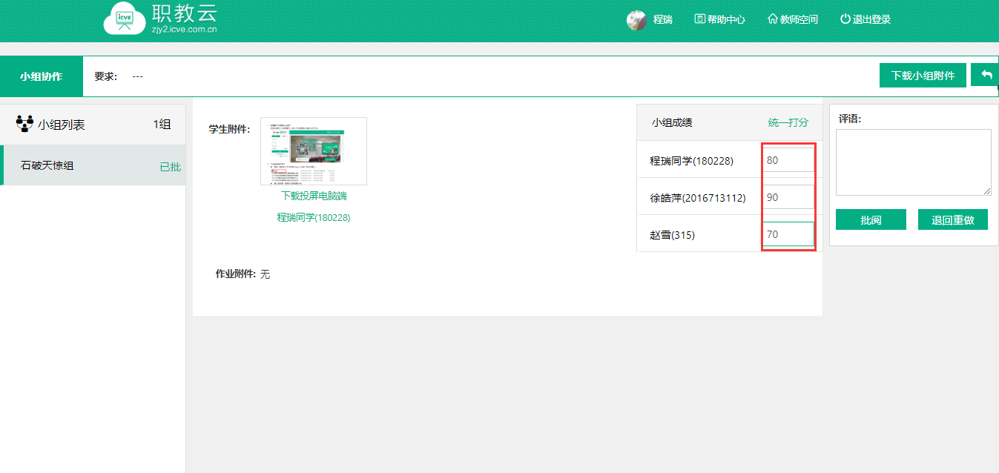 icve
职教云
zjy2.icve.com.cn
程瑞
帮助中心
教师空间
退出登录
小组协作
要求:
---
下载小组附件
小组列表
1组
石破天惊组
已批
学生附件:
下载投屏电脑端
程瑞同学(180228)
作业附件: 无
小组成绩
统一打分
程瑞同学(180228)
80
徐皓萍(2016713112)
90
赵雪(315)
70
评语:
批阅
退回重做